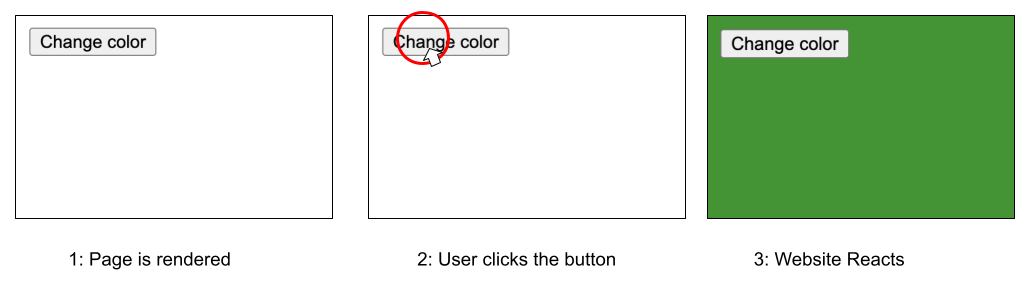 Change color
Change color
Change color
1: Page is rendered
2: User clicks the button
3: Website Reacts